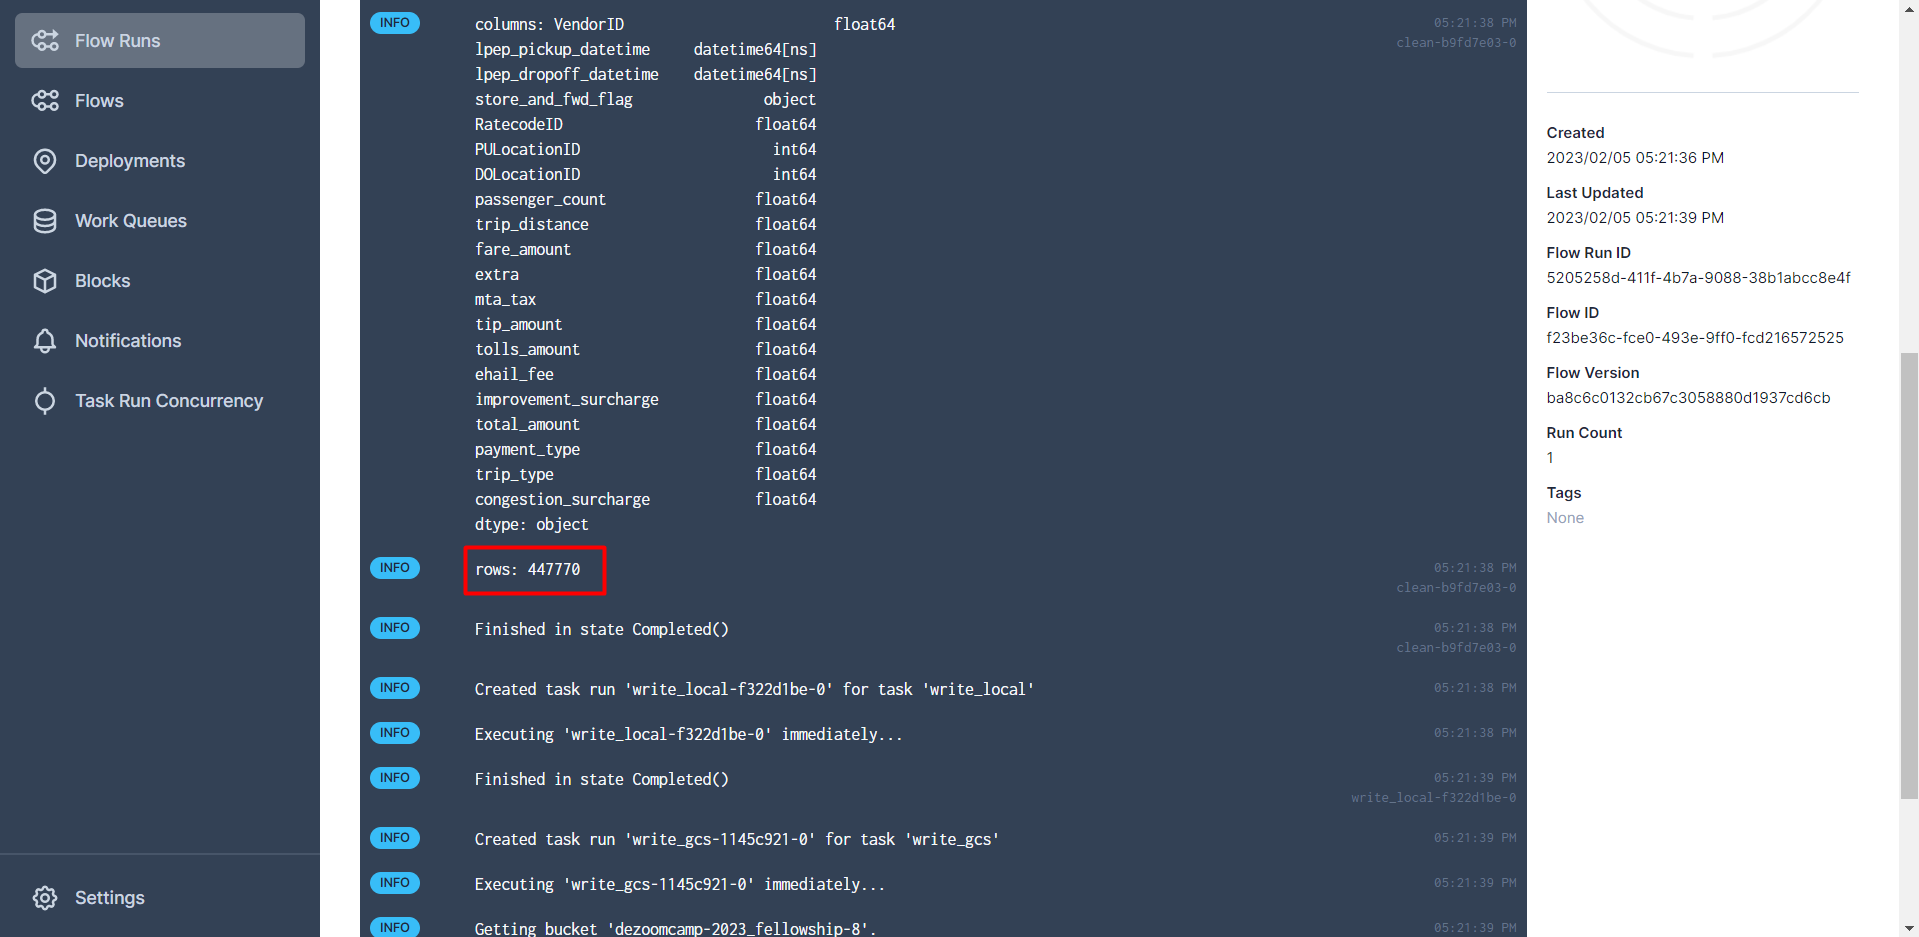 Flow Runs
Flows
Deployments
Work Queues
Blocks
Notifications
Task Run Concurrency
Settings
INFO columns: VendorID float64 05:21:38 PM
lpep_pickup_datetime datetime64[ns] clean-b9fd7e03-0
lpep_dropoff_datetime datetime64[ns]
store_and_fwd_flag object
RatecodeID float64
PULocationID int64
DOLocationID int64
passenger_count float64
trip_distance float64
fare_amount float64
extra float64
mta_tax float64
tip_amount float64
tolls_amount float64
ehail_fee float64
improvement_surcharge float64
total_amount float64
payment_type float64
trip_type float64
congestion_surcharge float64
dtype: object
INFO rows: 447770 05:21:38 PM
clean-b9fd7e03-0
INFO Finished in state Completed() 05:21:38 PM
clean-b9fd7e03-0
INFO Created task run 'write_local-f322d1be-0' for task 'write_local' 05:21:38 PM
INFO Executing 'write_local-f322d1be-0' immediately... 05:21:38 PM
INFO Finished in state Completed() 05:21:39 PM
write_local-f322d1be-0
INFO Created task run 'write_gcs-1145c921-0' for task 'write_gcs' 05:21:39 PM
INFO Executing 'write_gcs-1145c921-0' immediately... 05:21:39 PM
INFO Getting bucket 'dezoomcamp-2023_fellowship-8'. 05:21:39 PM
Created
2023/02/05 05:21:36 PM
Last Updated
2023/02/05 05:21:39 PM
Flow Run ID
5205258d-411f-4b7a-9088-38b1abcc8e4f
Flow ID
f23be36c-fce0-493e-9ff0-fcd216572525
Flow Version
ba8c6c0132cb67c3058880d1937cd6cb
Run Count
1
Tags
None